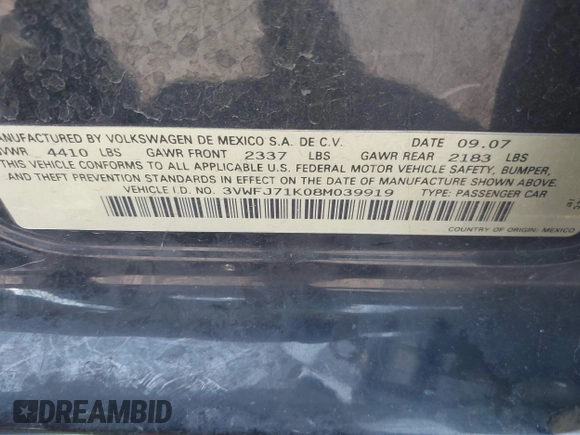 MANUFACTURED BY VOLKSWAGEN DE MEXICO S.A. DE C.V. DATE 09.07
GVWR 4410 LBS GAWR FRONT 2337 LBS GAWR REAR 2183 LBS
THIS VEHICLE CONFORMS TO ALL APPLICABLE U.S. FEDERAL MOTOR VEHICLE SAFETY, BUMPER,
AND THEFT PREVENTION STANDARDS IN EFFECT ON THE DATE OF MANUFACTURE SHOWN ABOVE.
VEHICLE I.D. NO. 3VWFJ71K08M039919 TYPE: PASSENGER CAR
COUNTRY OF ORIGIN: MEXICO
DREAMBID